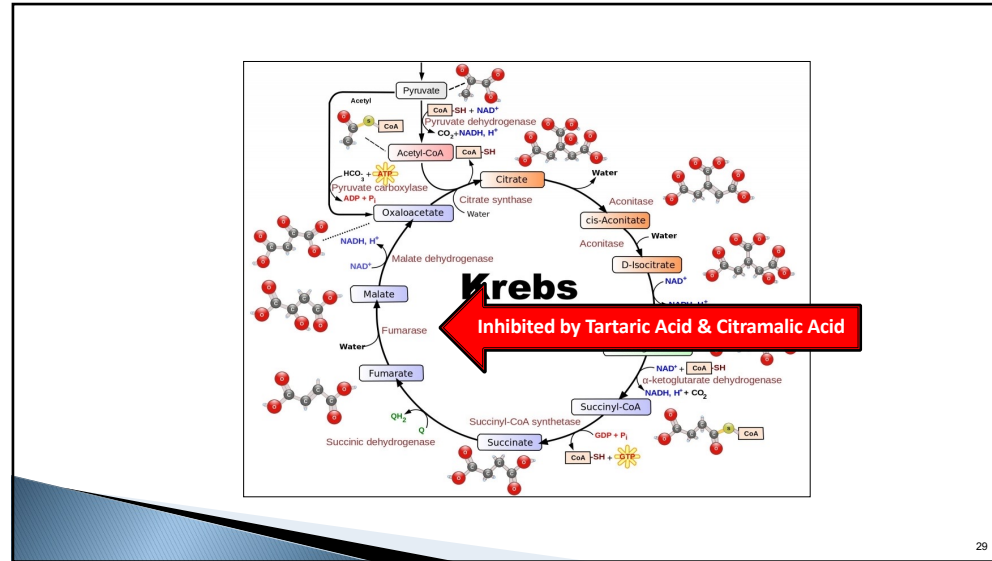 Pyruvate
Acetyl
CoA-SH + NAD+
Pyruvate dehydrogenase
CO2+NADH, H+
S
CoA
Acetyl-CoA
CoA-SH
HCO3- + ATP
Pyruvate carboxylase
ADP + Pi
Citrate
Water
Citrate synthase
Water
Aconitase
cis-Aconitate
Aconitase
Water
D-Isocitrate
NAD+
NADH, H+
Oxaloacetate
NADH, H+
Malate dehydrogenase
NAD+
Malate
Krebs
Inhibited by Tartaric Acid & Citramalic Acid
Fumarase
Water
Fumarate
NAD+ + CoA-SH
α-ketoglutarate dehydrogenase
NADH, H+ + CO2
Succinyl-CoA
QH2
Q
Succinic dehydrogenase
Succinyl-CoA synthetase
GDP + Pi
CoA-SH + GTP
Succinate
S
CoA
29